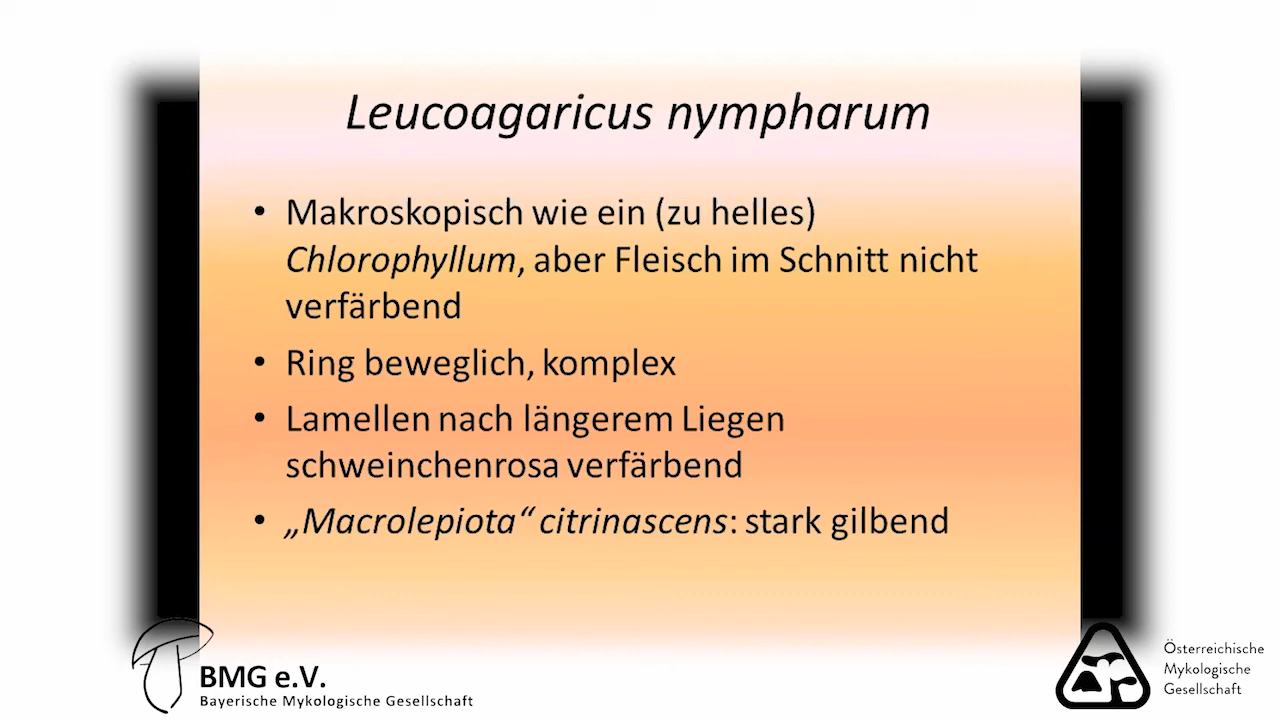 Leucoagaricus nympharum
• Makroskopisch wie ein (zu helles)
Chlorophyllum, aber Fleisch im Schnitt nicht
verfärbend
• Ring beweglich, komplex
• Lamellen nach längerem Liegen
schweinchenrosa verfärbend
• „Macrolepiota“ citrinascens: stark gilbend
BMG e.V.
Bayerische Mykologische Gesellschaft
Österreichische
Mykologische
Gesellschaft